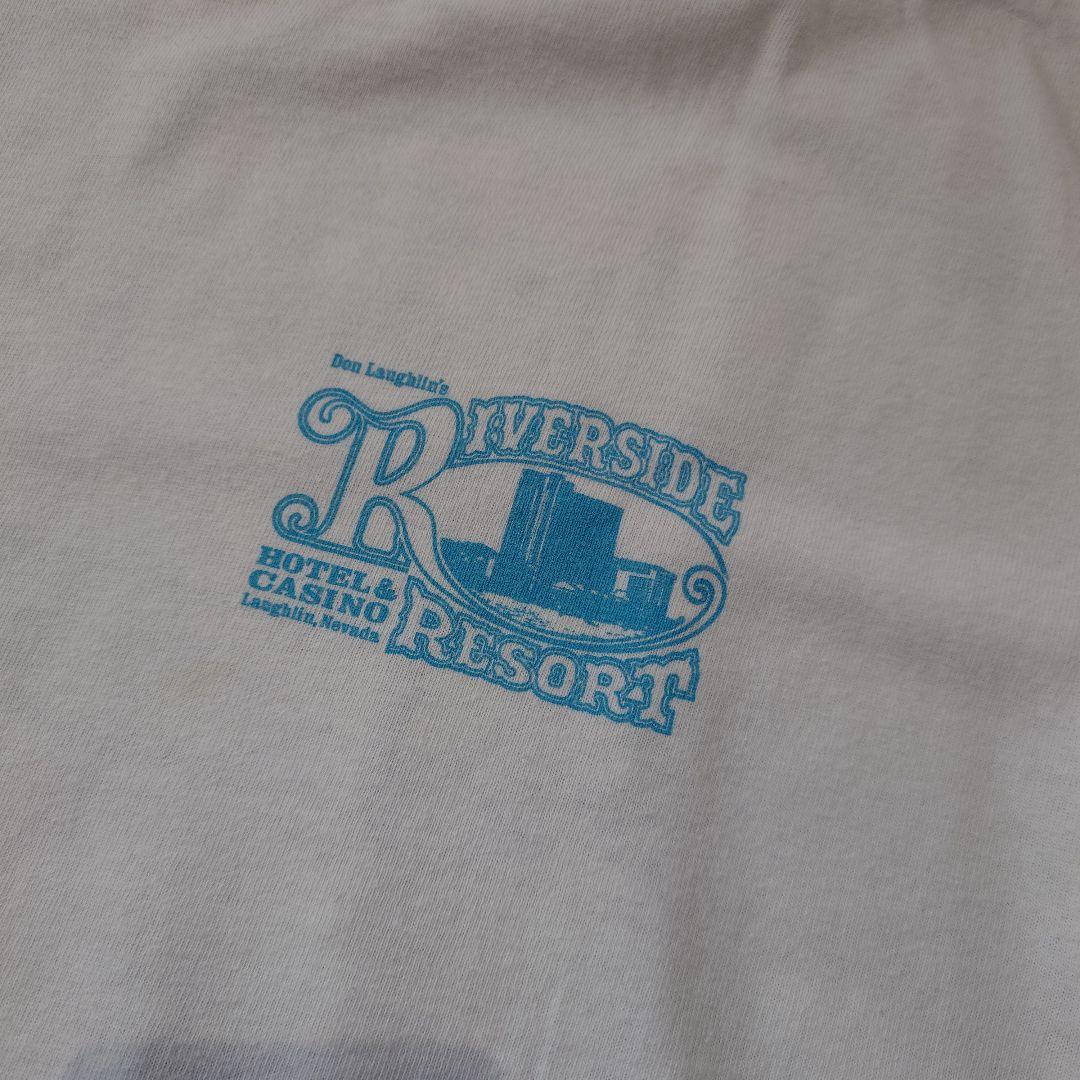 Don Laughlin's
RIVERSIDE
RESORT
HOTEL &
CASINO
Laughlin, Nevada